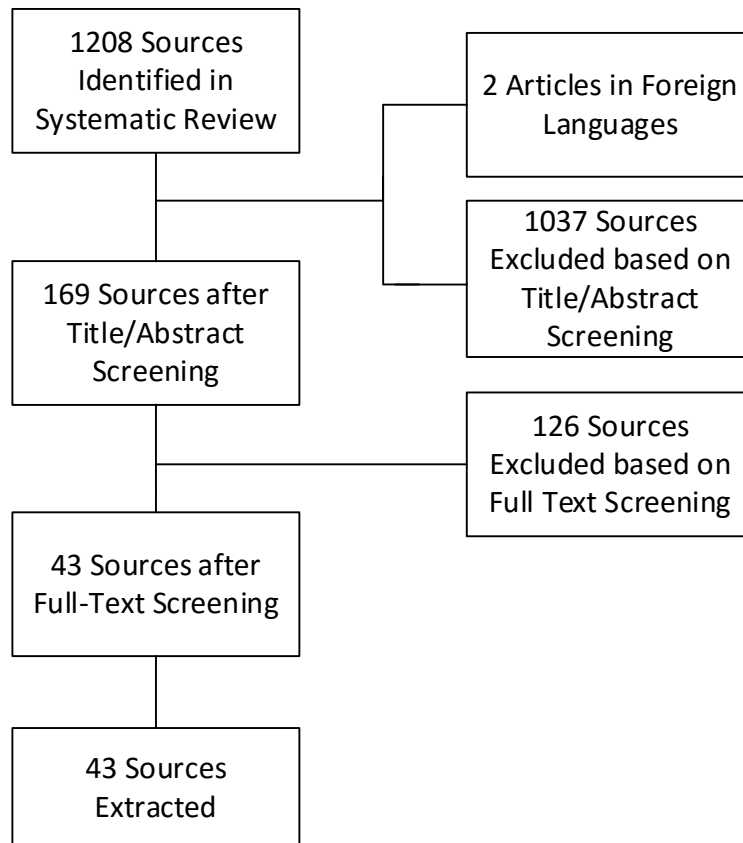 1208 Sources
Identified in
Systematic Review
2 Articles in Foreign
Languages
1037 Sources
Excluded based on
Title/Abstract
Screening
169 Sources after
Title/Abstract
Screening
126 Sources
Excluded based on
Full Text Screening
43 Sources after
Full-Text Screening
43 Sources
Extracted